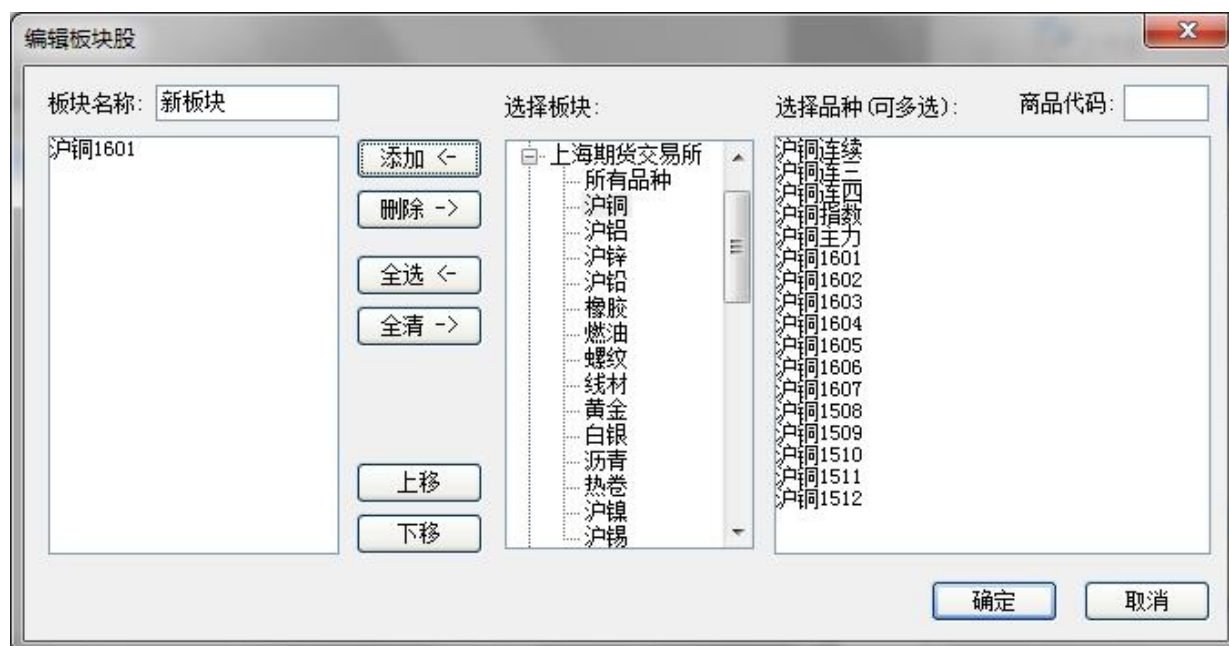 编辑板块股
板块名称: 新板块
选择板块:
选择品种(可多选):
商品代码:
沪铜1601
添加 <-
删除 ->
全选 <-
全清 ->
上移
下移
上海期货交易所
所有品种
沪铜
沪铝
沪锌
沪铅
橡胶
燃油
螺纹
线材
黄金
白银
沥青
热卷
沪镍
沪锡
沪铜连续
沪铜连三
沪铜连四
沪铜指数
沪铜主力
沪铜1601
沪铜1602
沪铜1603
沪铜1604
沪铜1605
沪铜1606
沪铜1607
沪铜1508
沪铜1509
沪铜1510
沪铜1511
沪铜1512
确定
取消